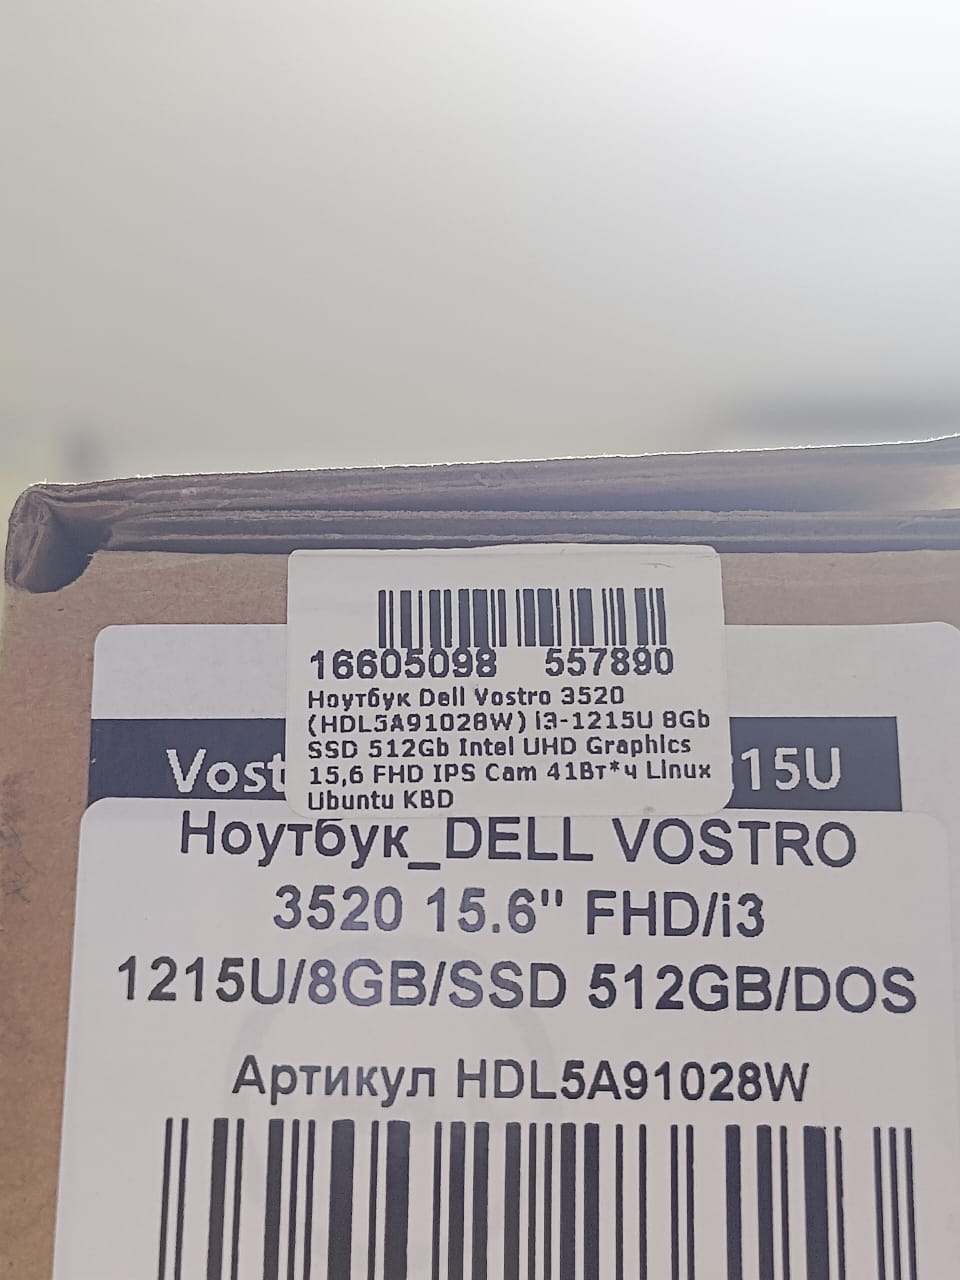 16605098 557890
Ноутбук Dell Vostro 3520
(HDL5A91028W) i3-1215U 8Gb
SSD 512Gb Intel UHD Graphics
15,6 FHD IPS Cam 41Вт*ч Linux
Ubuntu KBD
Vost 15U
Ноутбук_DELL VOSTRO
3520 15.6" FHD/i3
1215U/8GB/SSD 512GB/DOS
Артикул HDL5A91028W